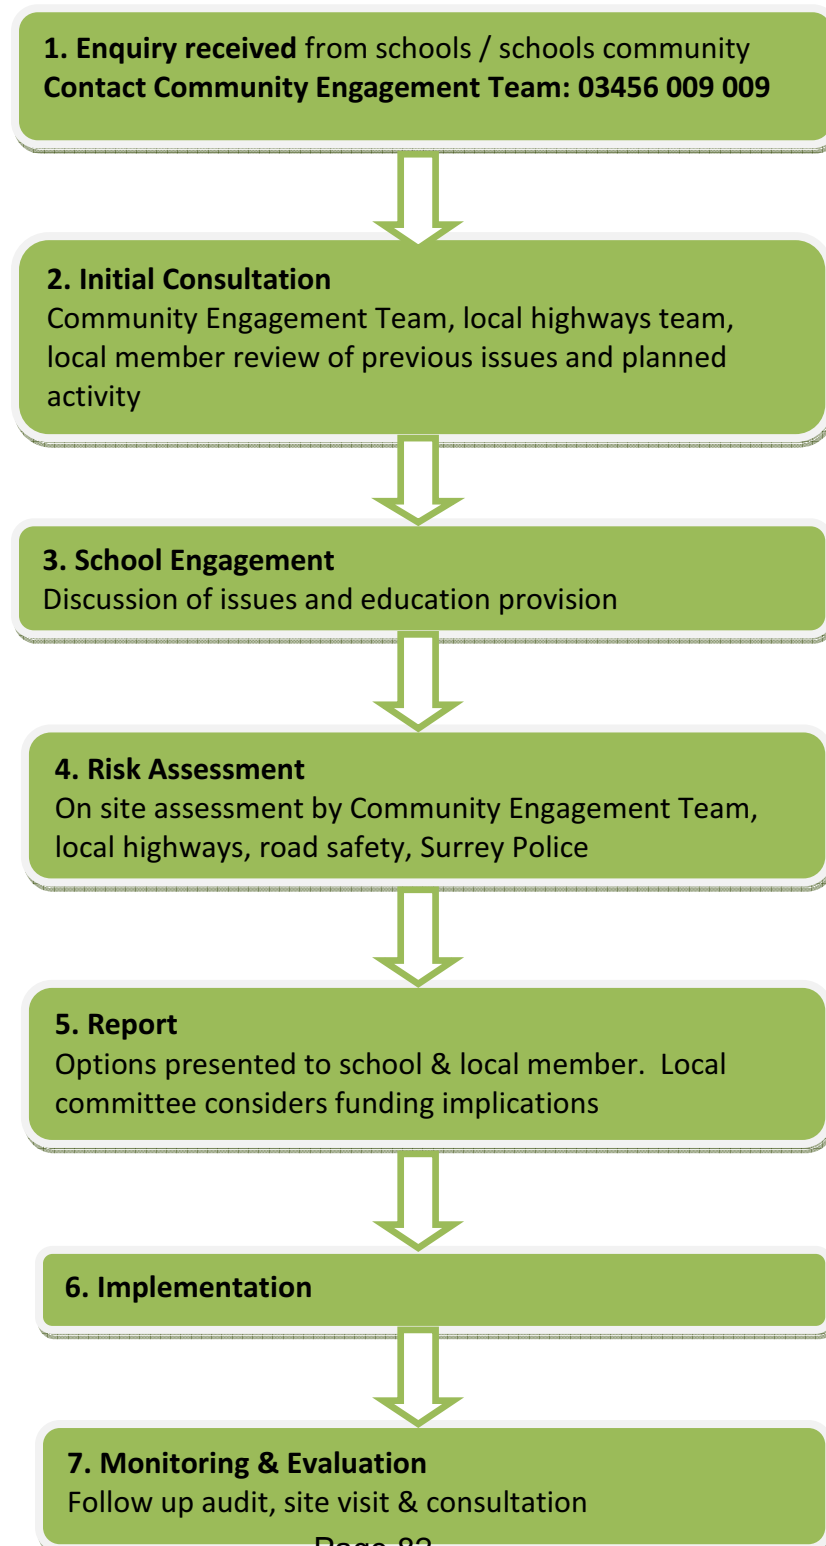 1. Enquiry received from schools / schools community
Contact Community Engagement Team: 03456 009 009
2. Initial Consultation
Community Engagement Team, local highways team,
local member review of previous issues and planned
activity
3. School Engagement
Discussion of issues and education provision
4. Risk Assessment
On site assessment by Community Engagement Team,
local highways, road safety, Surrey Police
5. Report
Options presented to school & local member.  Local
committee considers funding implications
6. Implementation
7. Monitoring & Evaluation
Follow up audit, site visit & consultation
Page 82